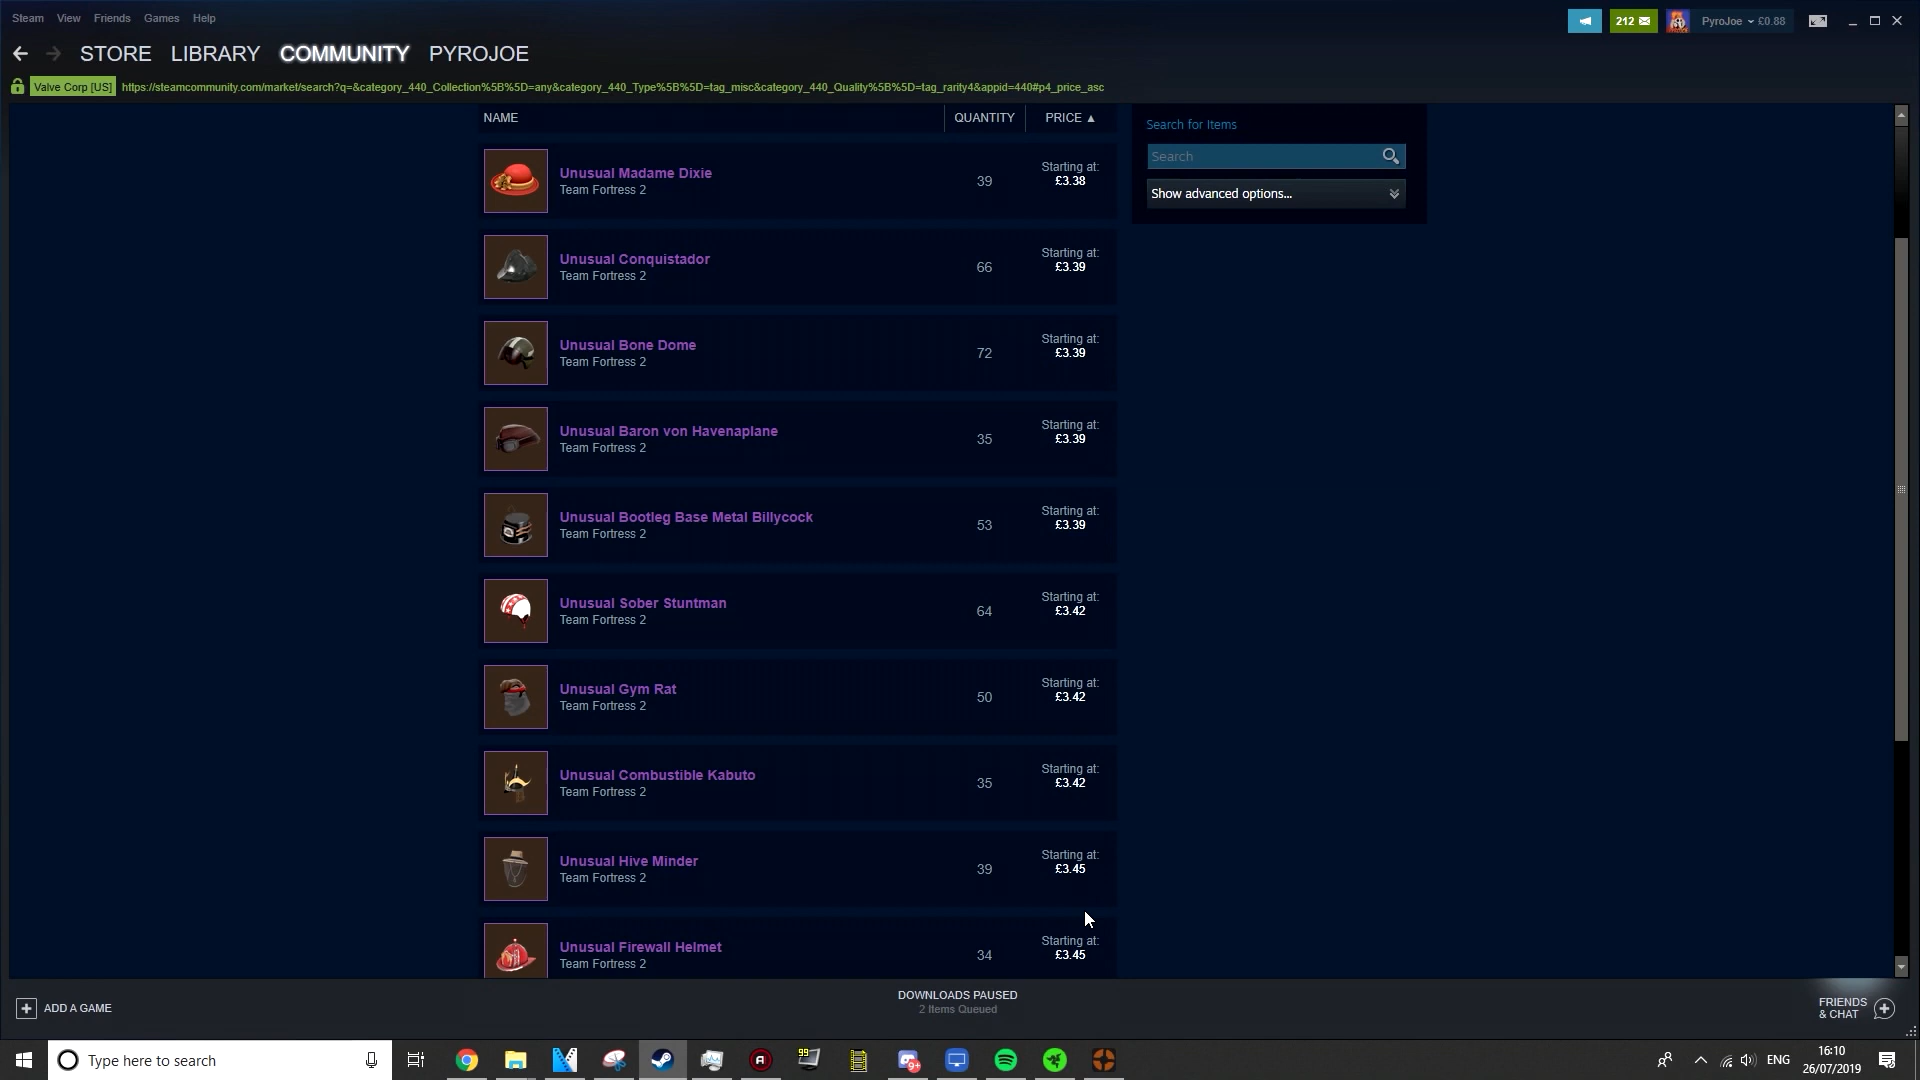 Steam View Friends Games Help
212 PyroJoe £0.88
STORE LIBRARY COMMUNITY PYROJOE
Valve Corp [US] https://steamcommunity.com/market/search?q=&category_440_Collection%5B%5D=any&category_440_Type%5B%5D=tag_misc&category_440_Quality%5B%5D=tag_rarity4&appid=440#p4_price_asc
NAME QUANTITY PRICE ▲
Search for Items
Search
Show advanced options...
Unusual Madame Dixie
Team Fortress 2
39
Starting at:
£3.38
Unusual Conquistador
Team Fortress 2
66
Starting at:
£3.39
Unusual Bone Dome
Team Fortress 2
72
Starting at:
£3.39
Unusual Baron von Havenaplane
Team Fortress 2
35
Starting at:
£3.39
Unusual Bootleg Base Metal Billycock
Team Fortress 2
53
Starting at:
£3.39
Unusual Sober Stuntman
Team Fortress 2
64
Starting at:
£3.42
Unusual Gym Rat
Team Fortress 2
50
Starting at:
£3.42
Unusual Combustible Kabuto
Team Fortress 2
35
Starting at:
£3.42
Unusual Hive Minder
Team Fortress 2
39
Starting at:
£3.45
Unusual Firewall Helmet
Team Fortress 2
34
Starting at:
£3.45
ADD A GAME
DOWNLOADS PAUSED
2 Items Queued
FRIENDS
& CHAT
Type here to search
99
9+
ENG
16:10
26/07/2019